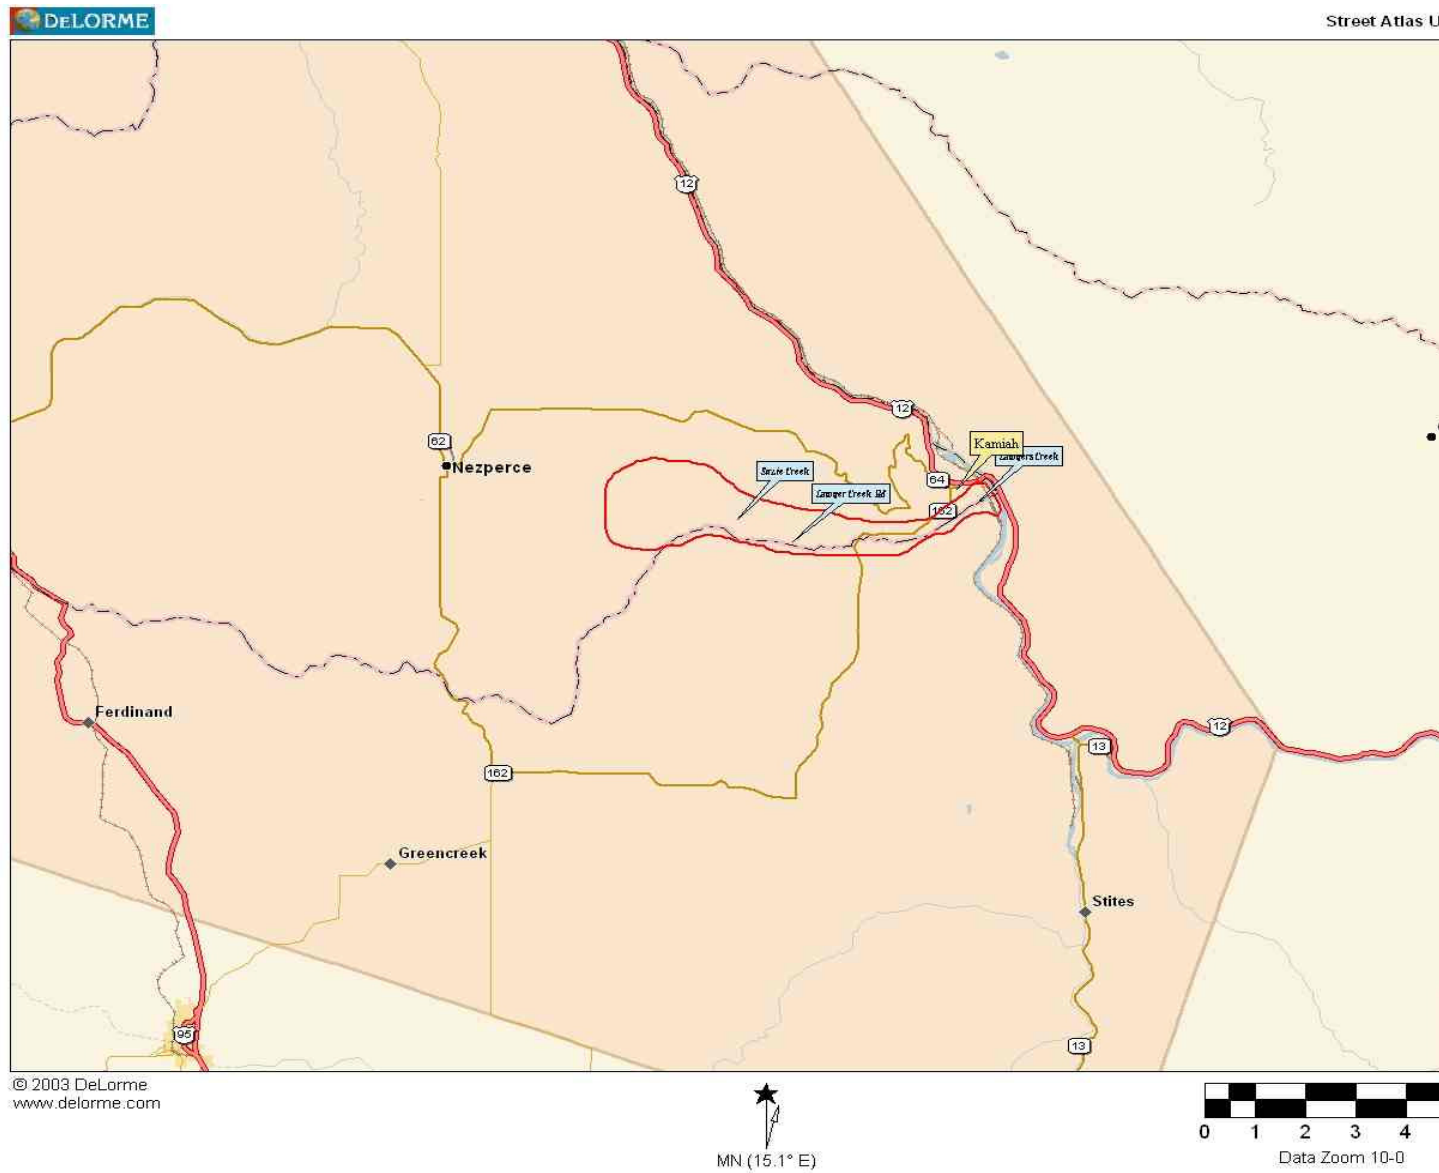 DELORME
Street Atlas U
12
12
62
Nezperce
Kamiah
Lawyers Creek
Suzie Creek
Lawyer Creek Rd
64
162
Ferdinand
12
13
162
Greencreek
Stites
95
13
© 2003 DeLorme
www.delorme.com
MN (15.1° E)
0 1 2 3 4
Data Zoom 10-0